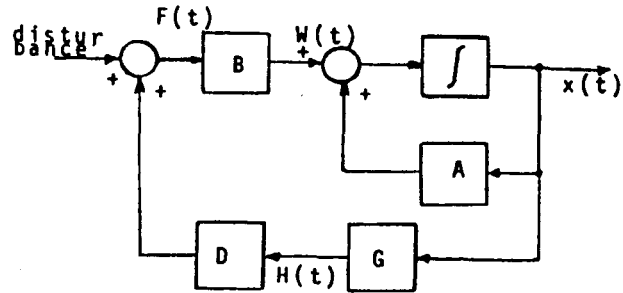 F(t)
distur
bance
W(t)
+
+
+
+
B
∫
x(t)
A
D
H(t)
G